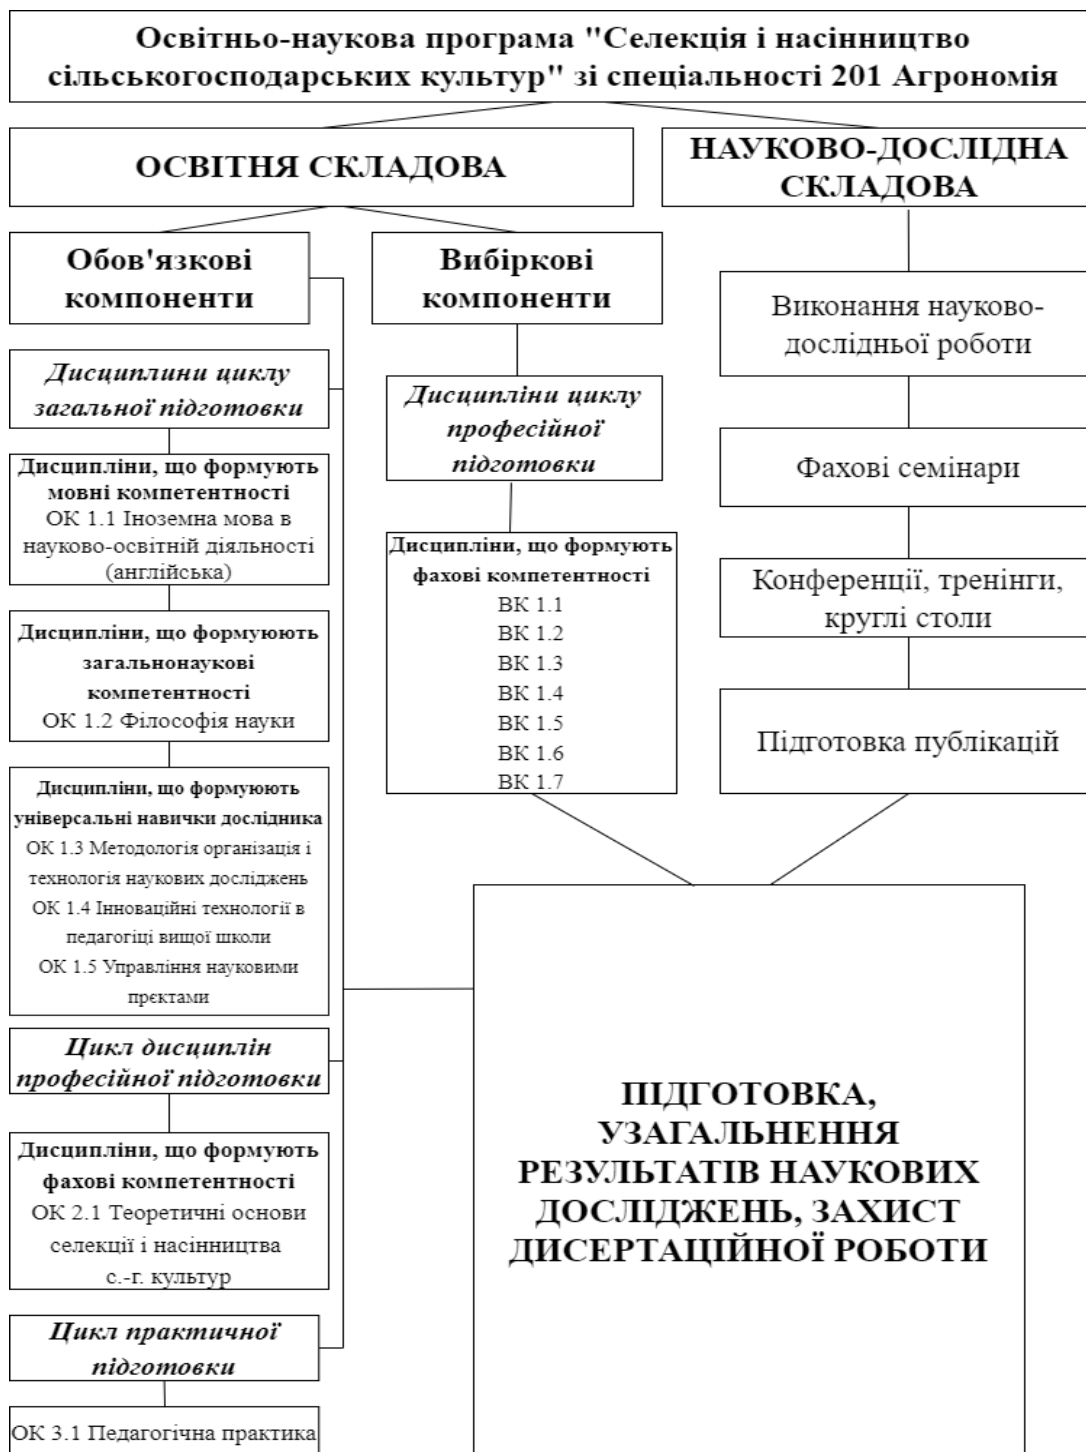 Освітньо-наукова програма "Селекція і насінництво
сільськогосподарських культур" зі спеціальності 201 Агрономія
ОСВІТНЯ СКЛАДОВА
НАУКОВО-ДОСЛІДНА
СКЛАДОВА
Обов'язкові
компоненти
Вибіркові
компоненти
Дисциплини циклу
загальної підготовки
Дисципліни, що формують
мовні компетентності
ОК 1.1 Іноземна мова в
науково-освітній діяльності
(англійська)
Дисципліни, що формуюють
загальнонаукові
компетентності
ОК 1.2 Філософія науки
Дисципліни, що формуюють
універсальні навички дослідника
ОК 1.3 Методологія організація і
технологія наукових досліджень
ОК 1.4 Інноваційні технології в
педагогіці вищої школи
ОК 1.5 Управління науковими
прєктами
Цикл дисциплін
професійної підготовки
Дисципліни, що формують
фахові компетентності
ОК 2.1 Теоретичні основи
селекції і насінництва
с.-г. культур
Цикл практичної
підготовки
ОК 3.1 Педагогічна практика
Дисципліни циклу
професійної
підготовки
Дисципліни, що формують
фахові компетентності
ВК 1.1
ВК 1.2
ВК 1.3
ВК 1.4
ВК 1.5
ВК 1.6
ВК 1.7
Виконання науково-
дослідньої роботи
Фахові семінари
Конференції, тренінги,
круглі столи
Підготовка публікацій
ПІДГОТОВКА,
УЗАГАЛЬНЕННЯ
РЕЗУЛЬТАТІВ НАУКОВИХ
ДОСЛІДЖЕНЬ, ЗАХИСТ
ДИСЕРТАЦІЙНОЇ РОБОТИ